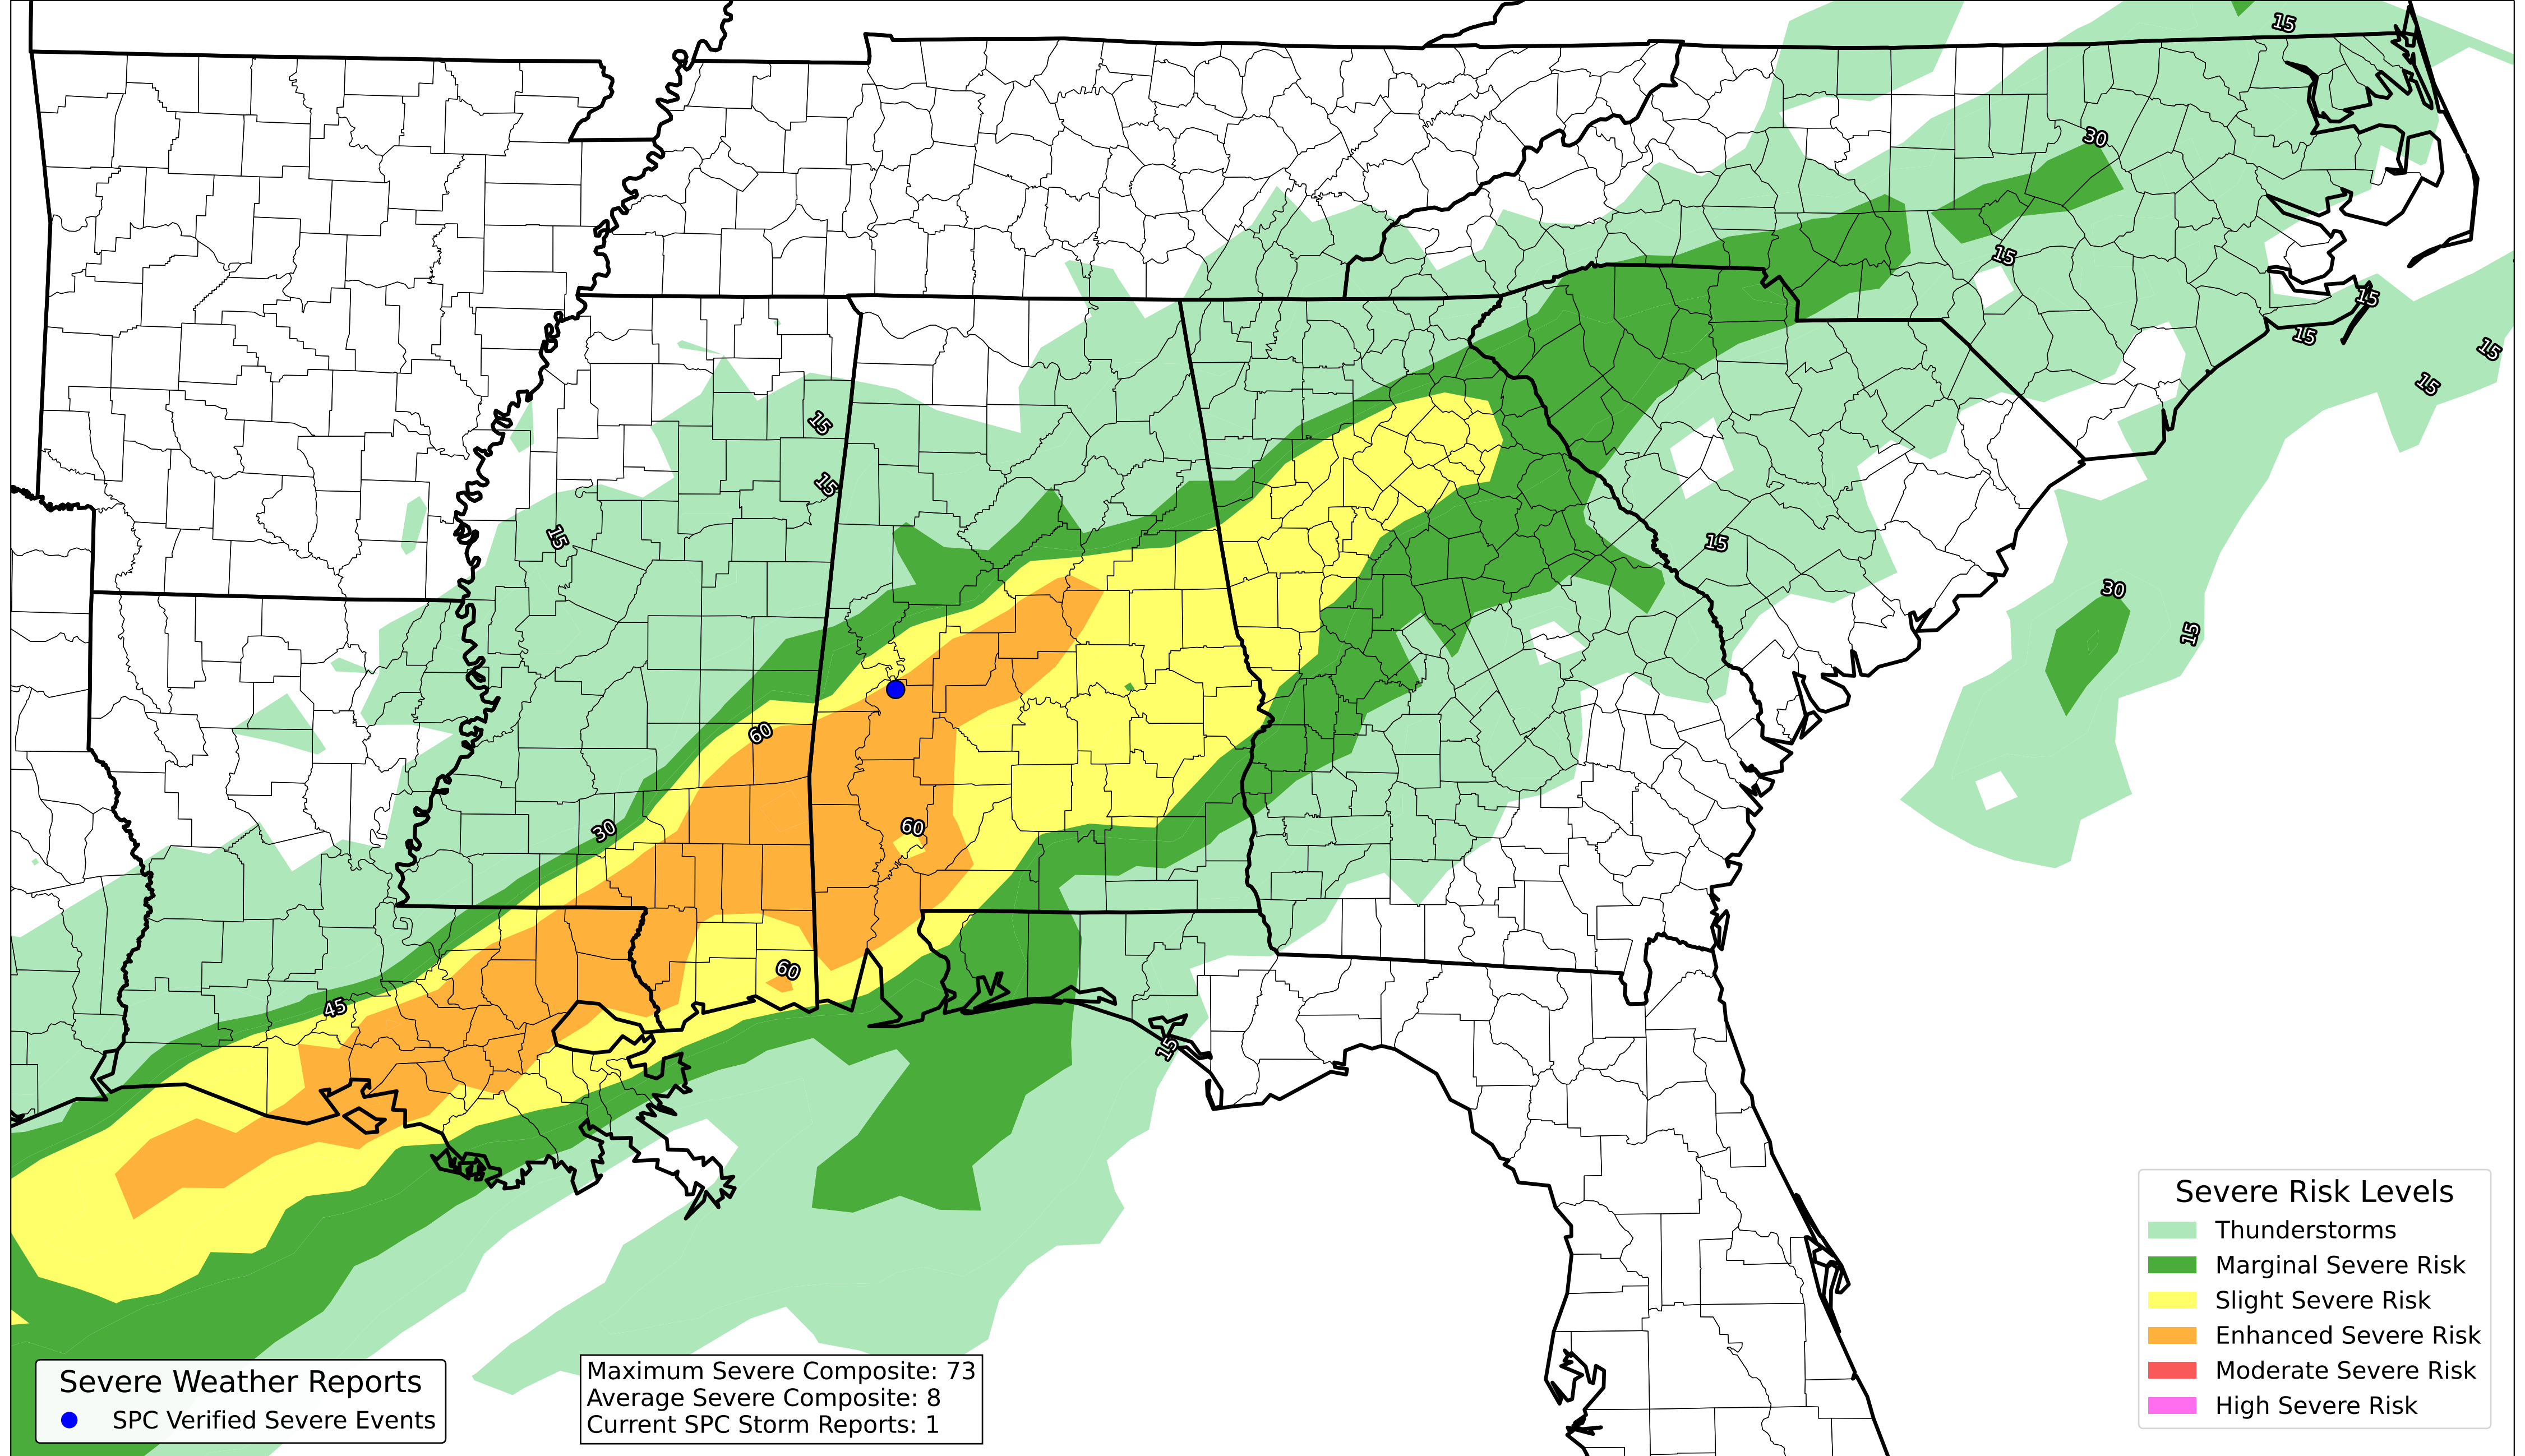 15
30
15
15
15
15
15
15
15
15
15
30
15
60
30
60
60
45
15
Severe Risk Levels
Thunderstorms
Marginal Severe Risk
Slight Severe Risk
Enhanced Severe Risk
Moderate Severe Risk
High Severe Risk
Severe Weather Reports
SPC Verified Severe Events
Maximum Severe Composite: 73
Average Severe Composite: 8
Current SPC Storm Reports: 1